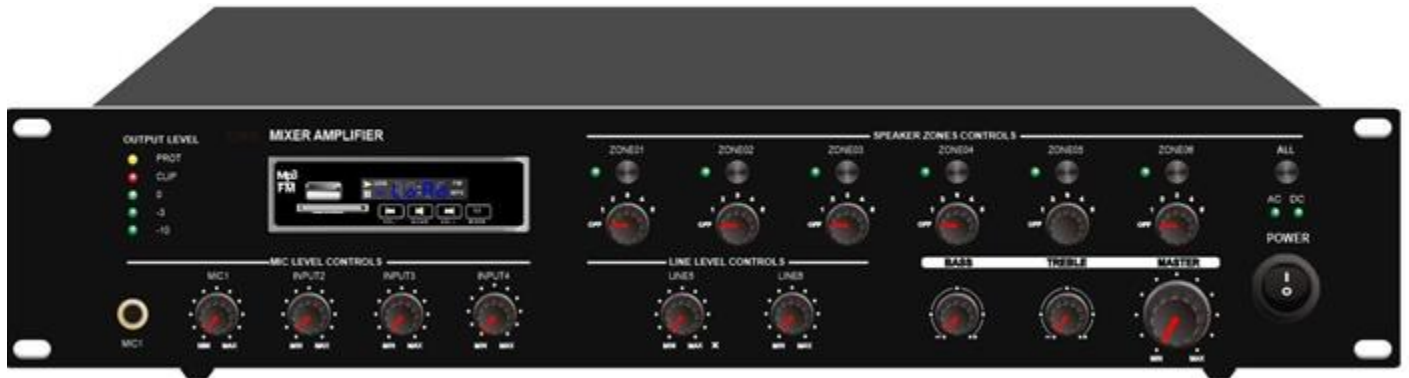 OUTPUT LEVEL
PROT
CLIP
0
-3
-10
MIXER AMPLIFIER
Mp3
FM
SPEAKER ZONES CONTROLS
ZONE01
ZONE02
ZONE03
ZONE04
ZONE05
ZONE06
ALL
OFF
OFF
OFF
OFF
OFF
OFF
AC DC
POWER
MIC LEVEL CONTROLS
MIC1
INPUT2
INPUT3
INPUT4
LINE LEVEL CONTROLS
LINE5
LINE6
BASS
TREBLE
MASTER
MIC1
MIN MAX
MIN MAX
MIN MAX
MIN MAX
MIN MAX X
MIN MAX
MIN MAX
I
O